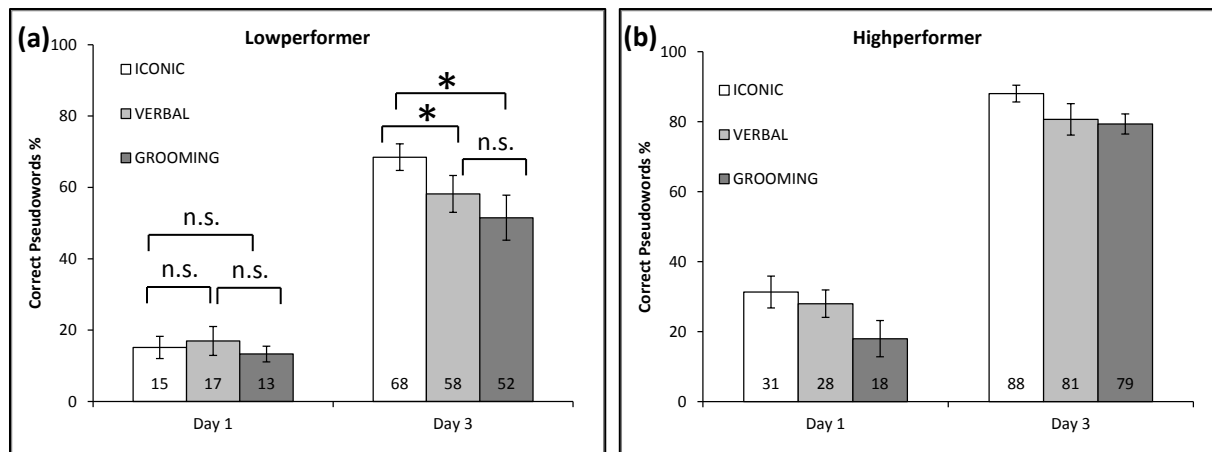 (a)
Lowperformer
100
80
60
40
20
0
Correct Pseudowords %
ICONIC
VERBAL
GROOMING
n.s.
n.s.
n.s.
*
*
n.s.
15
17
13
68
58
52
Day 1
Day 3
(b)
Highperformer
100
80
60
40
20
0
Correct Pseudowords %
ICONIC
VERBAL
GROOMING
31
28
18
88
81
79
Day 1
Day 3